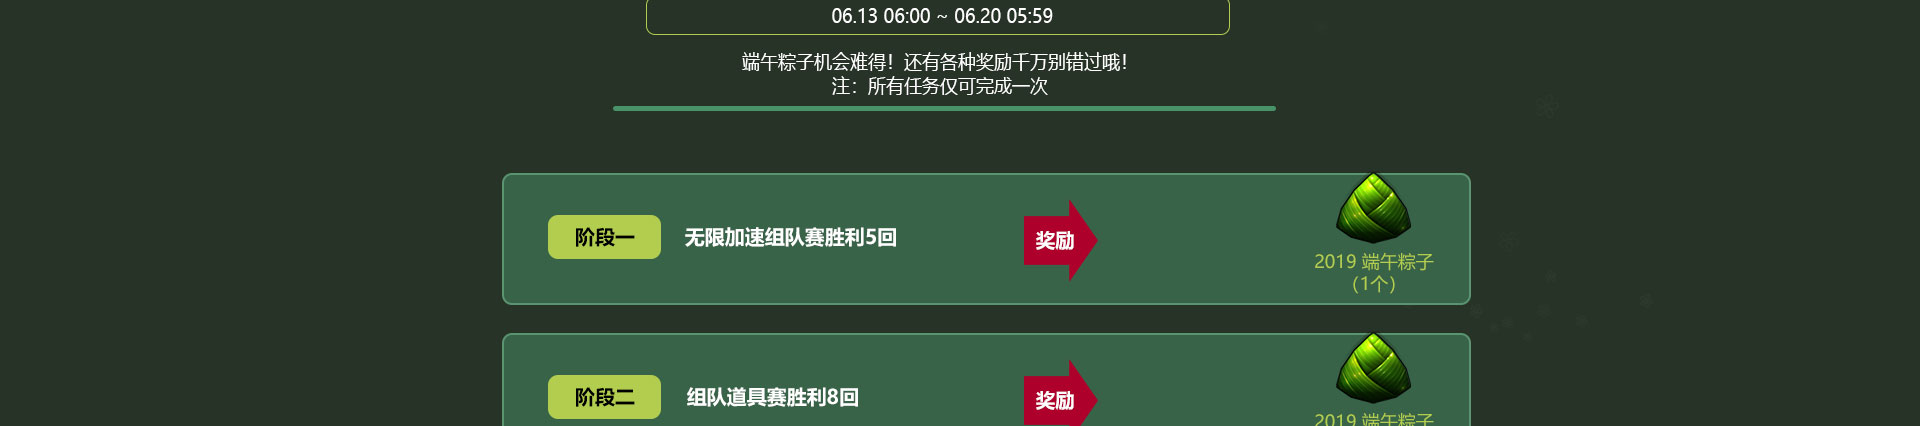 06.13 06:00 ~ 06.20 05:59
端午粽子机会难得！还有各种奖励千万别错过哦！
注：所有任务仅可完成一次
阶段一
无限加速组队赛胜利5回
奖励
2019 端午粽子
（1个）
阶段二
组队道具赛胜利8回
奖励
2019 端午粽子